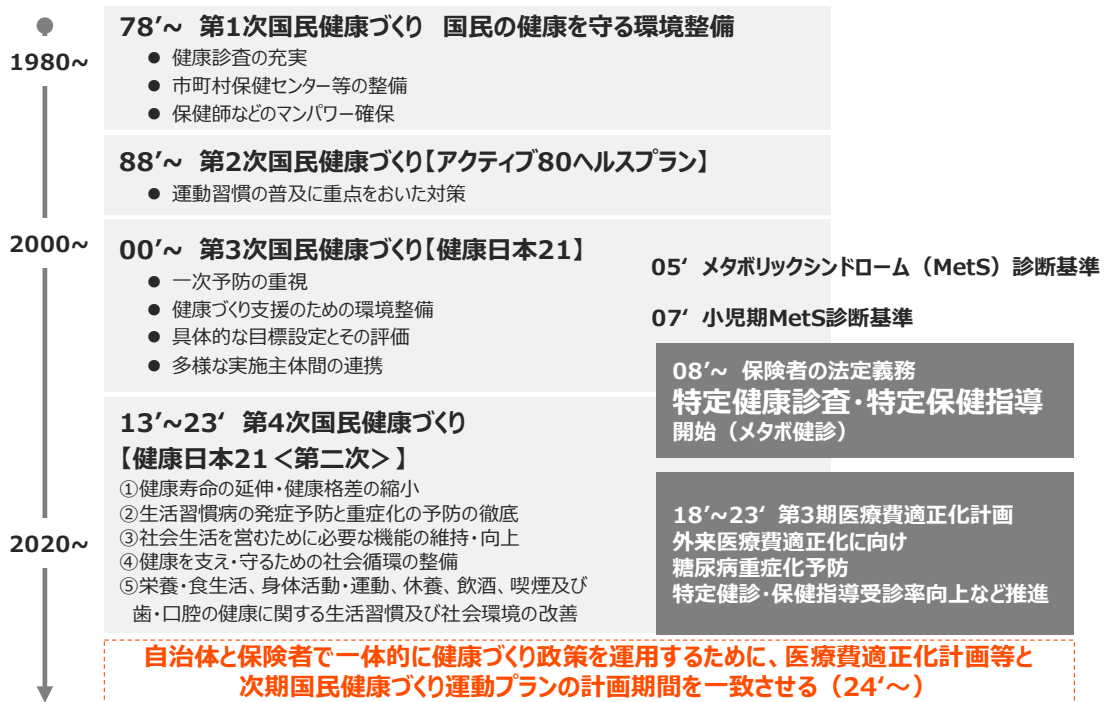 1980~
2000~
2020~
78’~ 第1次国民健康づくり 国民の健康を守る環境整備
● 健康診査の充実
● 市町村保健センター等の整備
● 保健師などのマンパワー確保
88’~ 第2次国民健康づくり【アクティブ80ヘルスプラン】
● 運動習慣の普及に重点をおいた対策
00’~ 第3次国民健康づくり【健康日本21】
● 一次予防の重視
● 健康づくり支援のための環境整備
● 具体的な目標設定とその評価
● 多様な実施主体間の連携
05‘ メタボリックシンドローム（MetS）診断基準
07‘ 小児期MetS診断基準
08’~ 保険者の法定義務
特定健康診査・特定保健指導
開始（メタボ健診）
13’~23‘ 第4次国民健康づくり
【健康日本21＜第二次＞】
①健康寿命の延伸・健康格差の縮小
②生活習慣病の発症予防と重症化の予防の徹底
③社会生活を営むために必要な機能の維持・向上
④健康を支え・守るための社会循環の整備
⑤栄養・食生活、身体活動・運動、休養、飲酒、喫煙及び
歯・口腔の健康に関する生活習慣及び社会環境の改善
18’~23‘ 第3期医療費適正化計画
外来医療費適正化に向け
糖尿病重症化予防
特定健診・保健指導受診率向上など推進
自治体と保険者で一体的に健康づくり政策を運用するために、医療費適正化計画等と
次期国民健康づくり運動プランの計画期間を一致させる（24‘～）